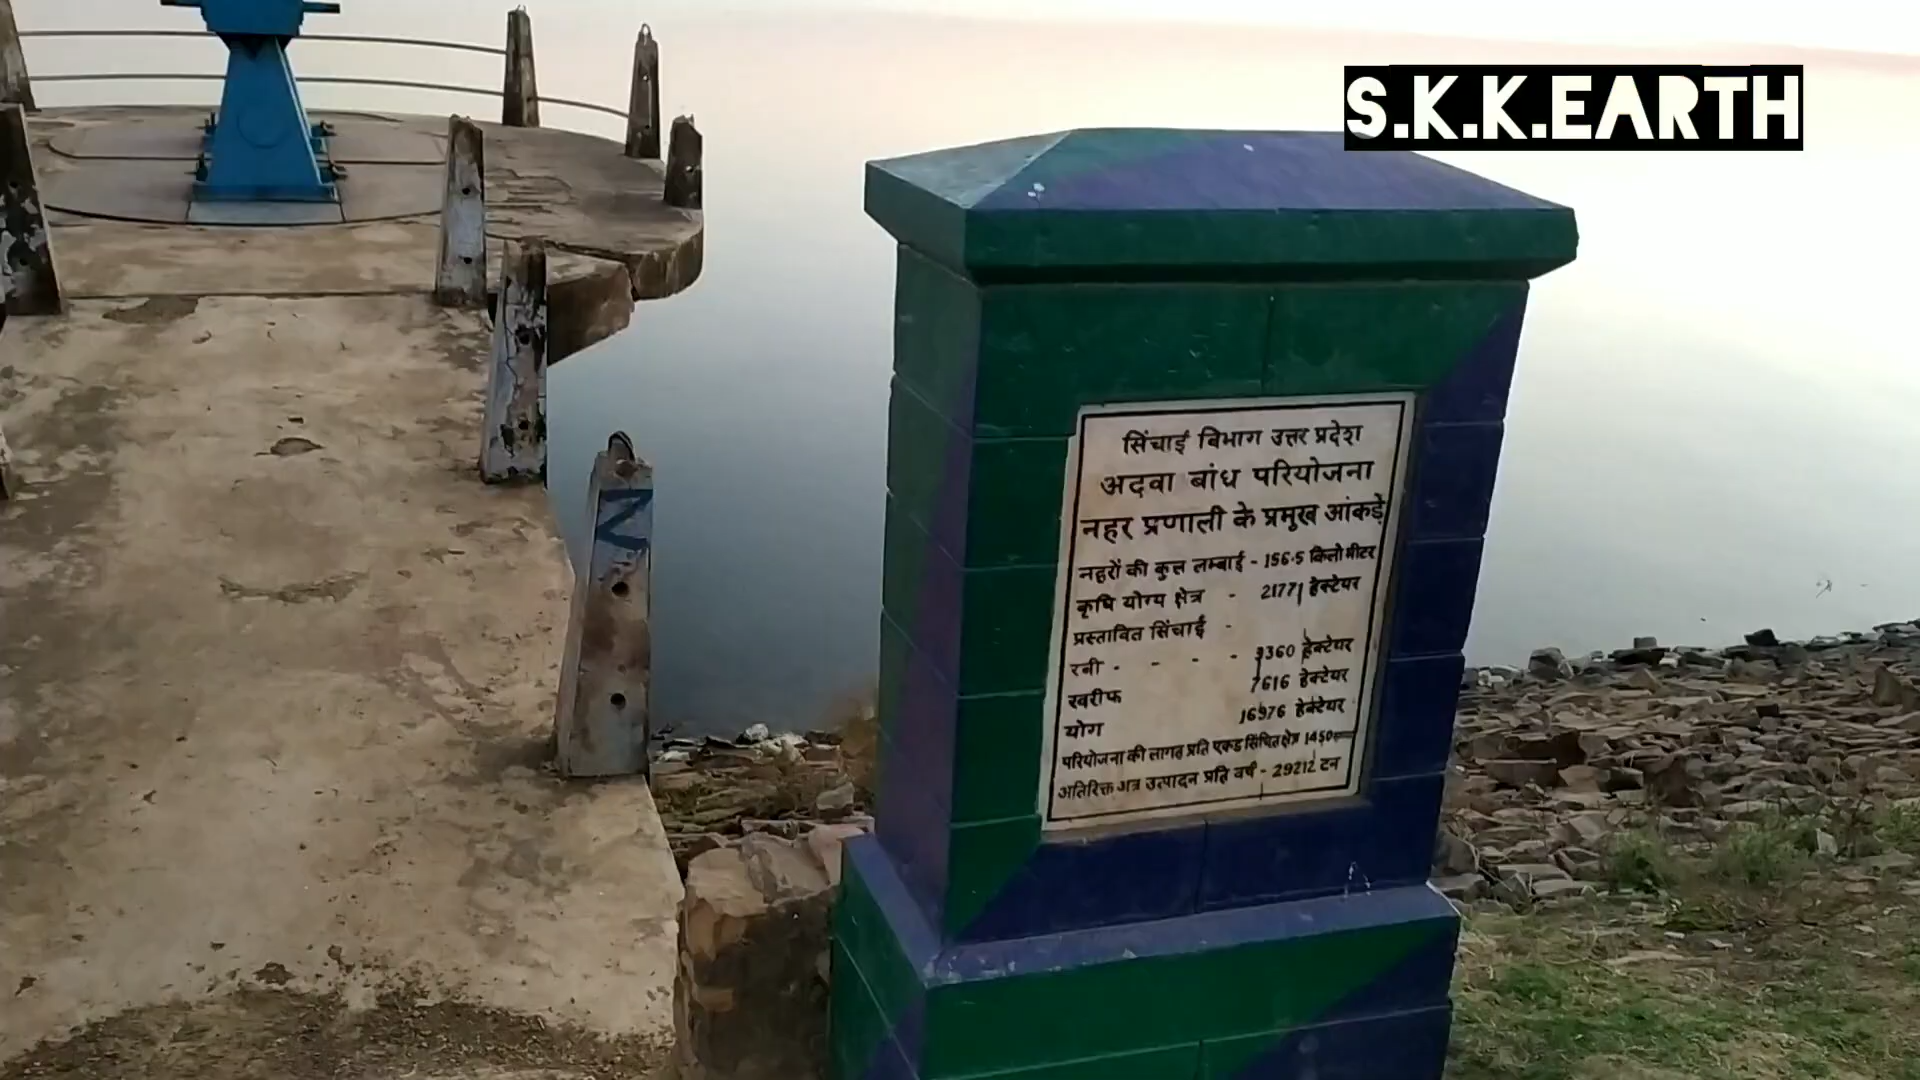 S.K.K.EARTH
सिंचाई विभाग उत्तर प्रदेश
अदवा बांध परियोजना
नहर प्रणाली के प्रमुख आंकड़े
नहरों की कुल लम्बाई - 156.5 किलोमीटर
कृषि योग्य क्षेत्र - 21771 हेक्टेयर
प्रस्तावित सिंचाई -
रबी - - - - 9360 हेक्टेयर
खरीफ 7616 हेक्टेयर
योग 16976 हेक्टेयर
परियोजना की लागत प्रति एकड सिंचित क्षेत्र 1450
अतिरिक्त अन्न उत्पादन प्रति वर्ष - 29212 टन